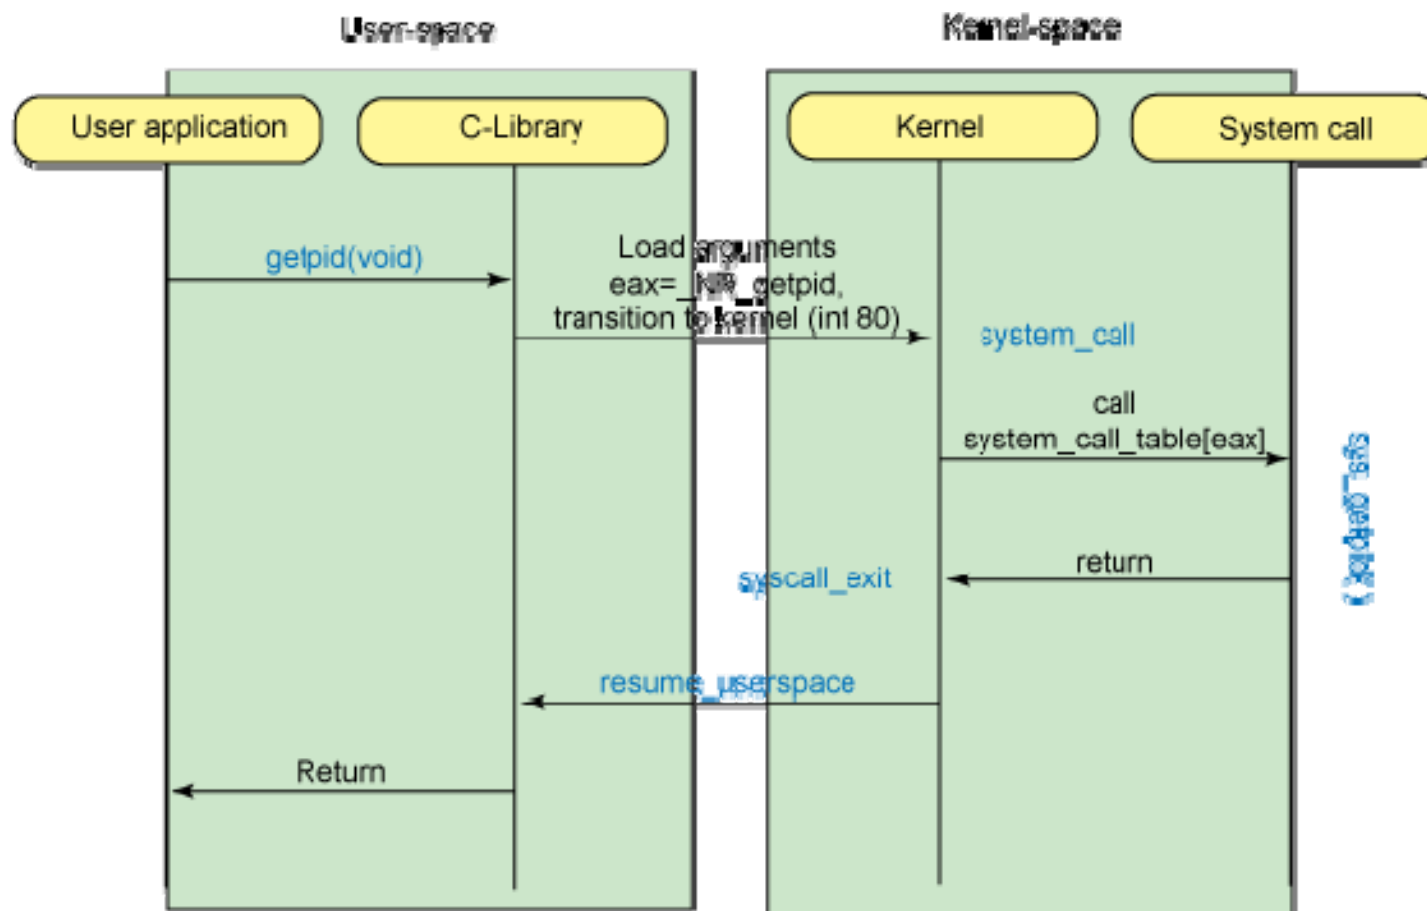 User-space
Kernel-space
User application
C-Library
Kernel
System call
getpid(void)
Load arguments
eax=_NR_getpid,
transition to kernel (int 80)
system_call
call
system_call_table[eax]
sys_getpid( )
return
syscall_exit
resume_userspace
Return